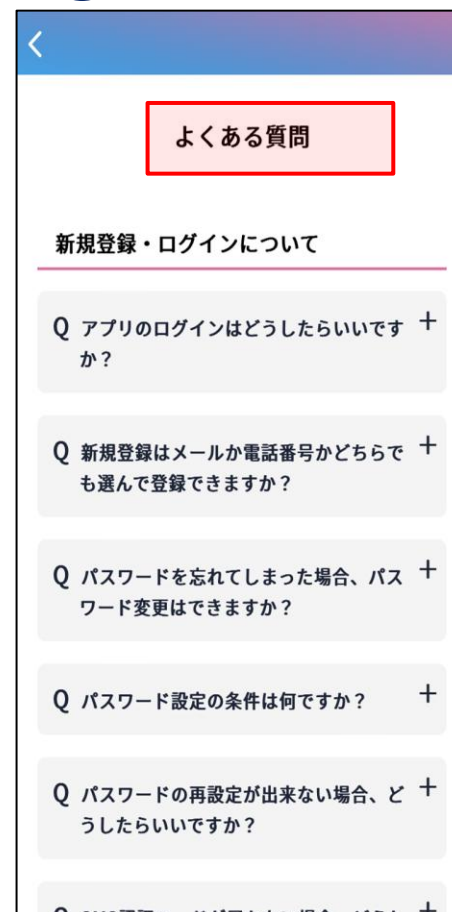 よくある質問
新規登録・ログインについて
Q アプリのログインはどうしたらいいです
か？
Q 新規登録はメールか電話番号かどちらで
も選んで登録できますか？
Q パスワードを忘れてしまった場合、パス
ワード変更はできますか？
Q パスワード設定の条件は何ですか？
Q パスワードの再設定が出来ない場合、ど
うしたらいいですか？